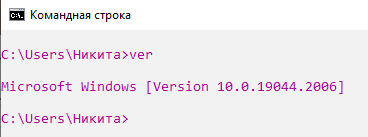 Командная строка
C:\Users\Никита>ver
Microsoft Windows [Version 10.0.19044.2006]
C:\Users\Никита>